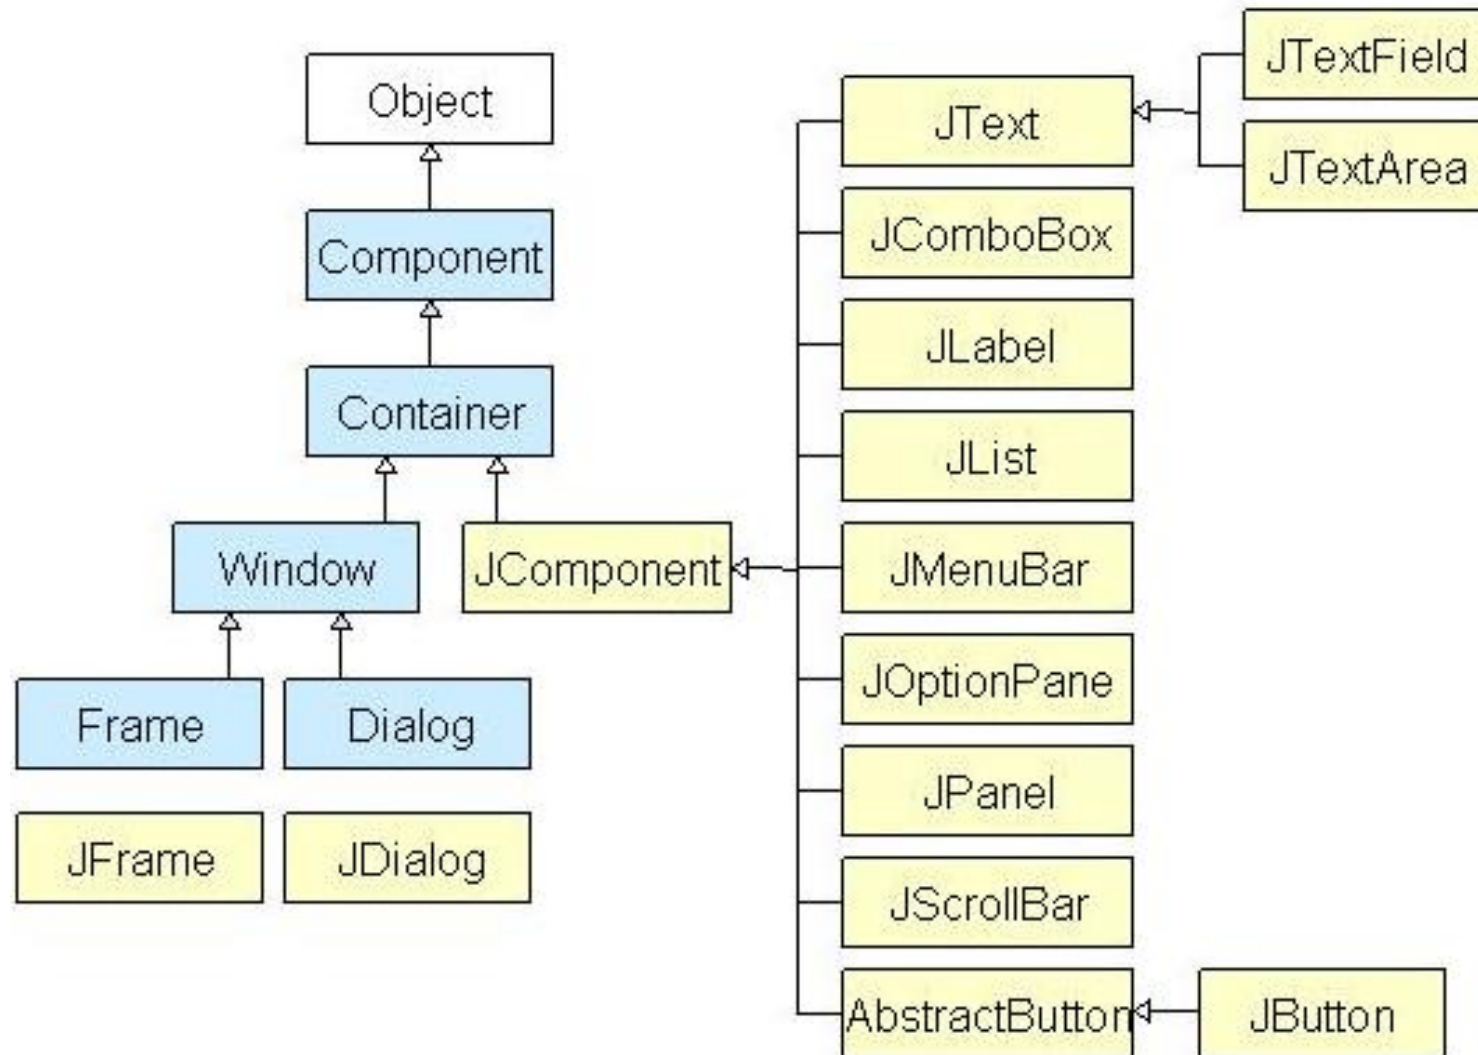 Object
Component
Container
Window
JComponent
Frame
Dialog
JFrame
JDialog
JText
JComboBox
JLabel
JList
JMenuBar
JOptionPane
JPanel
JScrollBar
AbstractButton
JTextField
JTextArea
JButton